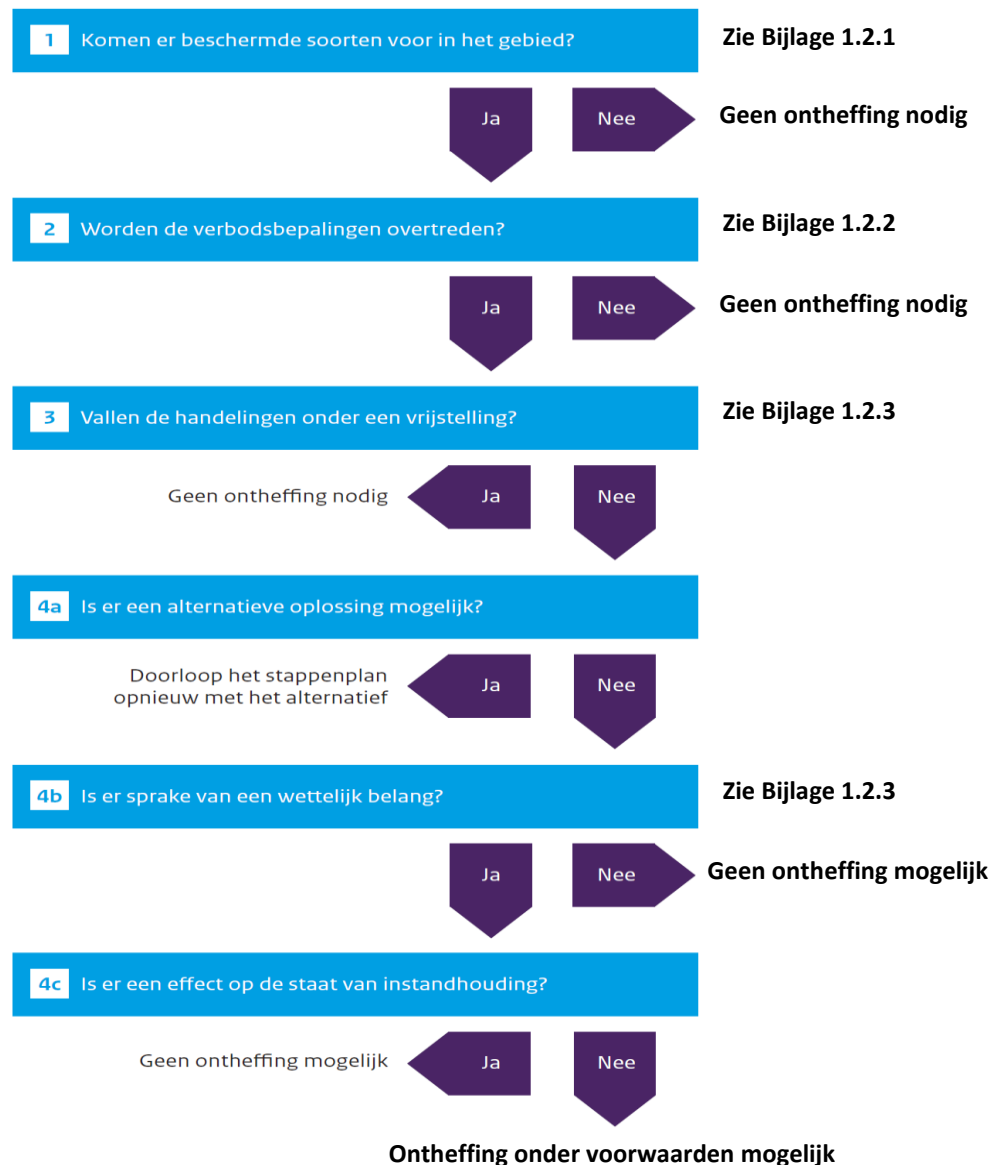 1 Komen er beschermde soorten voor in het gebied?
Zie Bijlage 1.2.1
Ja
Nee
Geen ontheffing nodig
2 Worden de verbodsbepalingen overtreden?
Zie Bijlage 1.2.2
Ja
Nee
Geen ontheffing nodig
3 Vallen de handelingen onder een vrijstelling?
Zie Bijlage 1.2.3
Geen ontheffing nodig
Ja
Nee
4a Is er een alternatieve oplossing mogelijk?
Doorloop het stappenplan
opnieuw met het alternatief
Ja
Nee
4b Is er sprake van een wettelijk belang?
Zie Bijlage 1.2.3
Ja
Nee
Geen ontheffing mogelijk
4c Is er een effect op de staat van instandhouding?
Geen ontheffing mogelijk
Ja
Nee
Ontheffing onder voorwaarden mogelijk